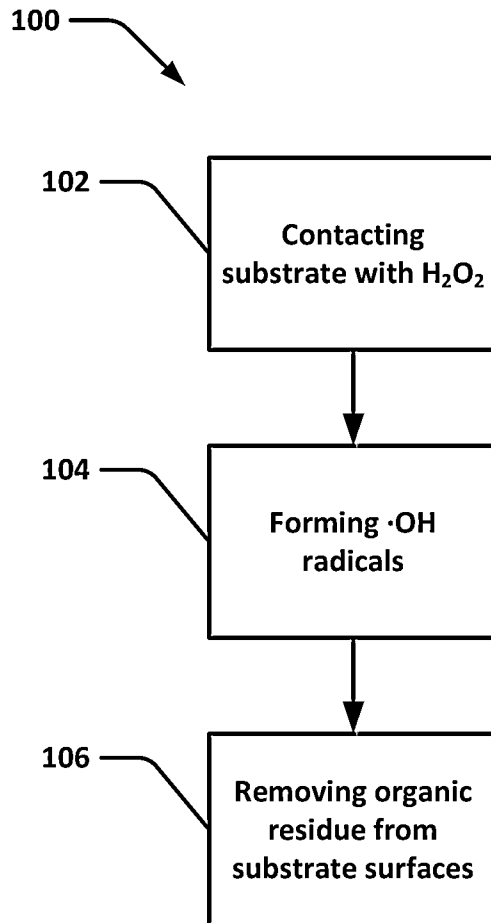 100
102
Contacting
substrate with H₂O₂
104
Forming ·OH
radicals
106
Removing organic
residue from
substrate surfaces